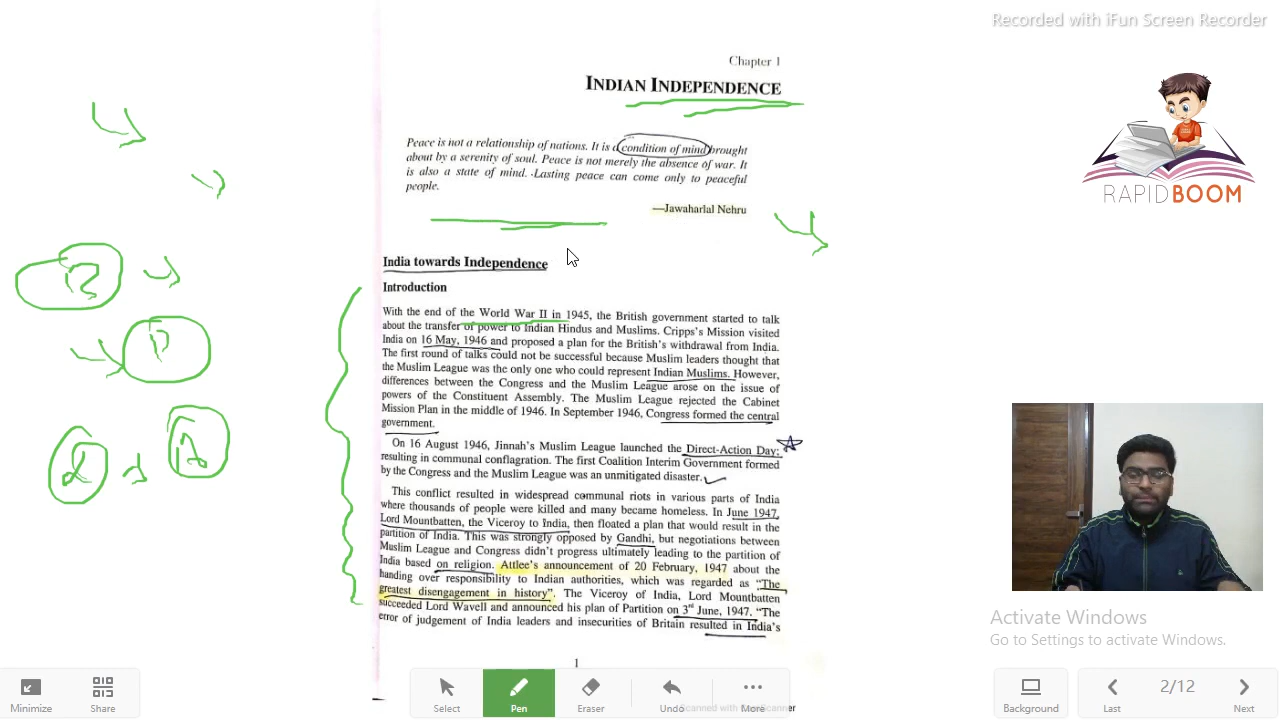 Recorded with iFun Screen Recorder
Chapter 1
INDIAN INDEPENDENCE
Peace is not a relationship of nations. It is a condition of mind brought
about by a serenity of soul. Peace is not merely the absence of war. It
is also a state of mind. Lasting peace can come only to peaceful
people.
—Jawaharlal Nehru
RAPIDBOOM
India towards Independence
Introduction
With the end of the World War II in 1945, the British government started to talk
about the transfer of power to Indian Hindus and Muslims. Cripps's Mission visited
India on 16 May, 1946 and proposed a plan for the British's withdrawal from India.
The first round of talks could not be successful because Muslim leaders thought that
the Muslim League was the only one who could represent Indian Muslims. However,
differences between the Congress and the Muslim League arose on the issue of
powers of the Constituent Assembly. The Muslim League rejected the Cabinet
Mission Plan in the middle of 1946. In September 1946, Congress formed the central
government.
On 16 August 1946, Jinnah's Muslim League launched the Direct-Action Day;
resulting in communal conflagration. The first Coalition Interim Government formed
by the Congress and the Muslim League was an unmitigated disaster.
This conflict resulted in widespread communal riots in various parts of India
where thousands of people were killed and many became homeless. In June 1947,
Lord Mountbatten, the Viceroy to India, then floated a plan that would result in the
partition of India. This was strongly opposed by Gandhi, but negotiations between
Muslim League and Congress didn't progress ultimately leading to the partition of
India based on religion. Attlee's announcement of 20 February, 1947 about the
handing over responsibility to Indian authorities, which was regarded as "The
greatest disengagement in history". The Viceroy of India, Lord Mountbatten
succeeded Lord Wavell and announced his plan of Partition on 3rd June, 1947. "The
error of judgement of India leaders and insecurities of Britain resulted in India's
1
Activate Windows
Go to Settings to activate Windows.
Minimize
Share
Select
Pen
Eraser
Undo
More
Background
Last
2/12
Next